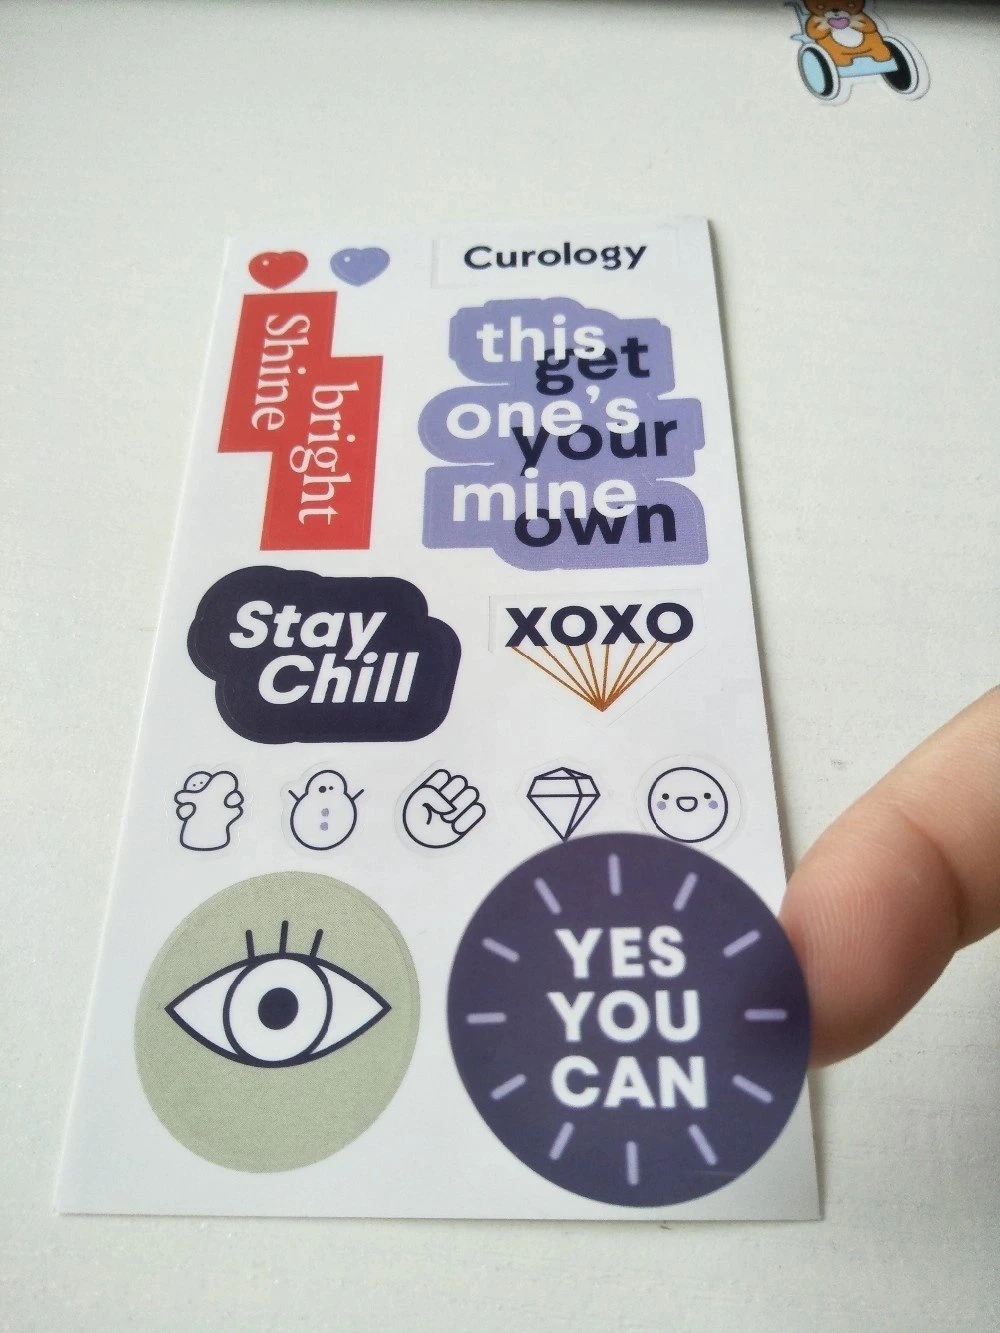 Curology
Shine
bright
this
get
one's
your
mine
own
Stay
Chill
XOXO
YES
YOU
CAN